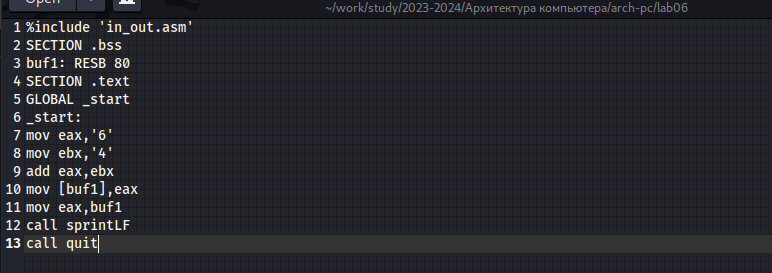 Open
~/work/study/2023-2024/Архитектура компьютера/arch-pc/lab06
1 %include 'in_out.asm'
2 SECTION .bss
3 buf1: RESB 80
4 SECTION .text
5 GLOBAL _start
6 _start:
7 mov eax,'6'
8 mov ebx,'4'
9 add eax,ebx
10 mov [buf1],eax
11 mov eax,buf1
12 call sprintLF
13 call quit